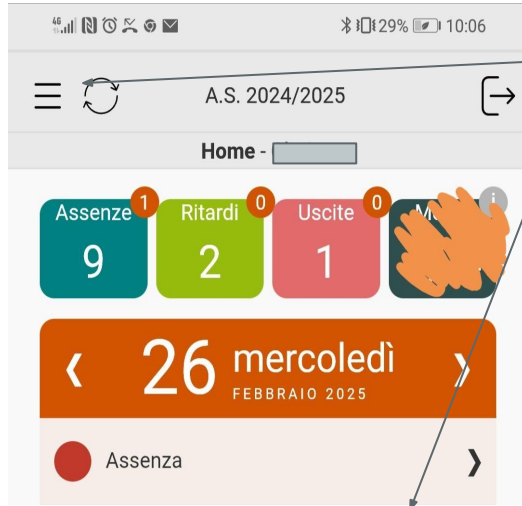 46 29% 10:06
A.S. 2024/2025
Home -
Assenze 1 Ritardi 0 Uscite 0 i
9 2 1
26 mercoledì
FEBBRAIO 2025
Assenza